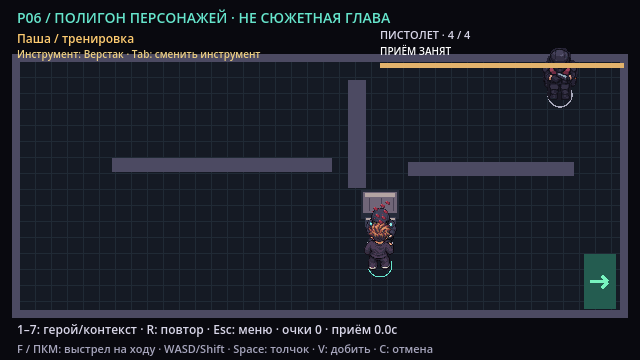 P06 / ПОЛИГОН ПЕРСОНАЖЕЙ · НЕ СЮЖЕТНАЯ ГЛАВА
Паша / тренировка
ПИСТОЛЕТ · 4 / 4
Инструмент: Верстак · Tab: сменить инструмент
ПРИЁМ ЗАНЯТ
1–7: герой/контекст · R: повтор · Esc: меню · очки 0 · приём 0.0с
F / ПКМ: выстрел на ходу · WASD/Shift · Space: толчок · V: добить · C: отмена